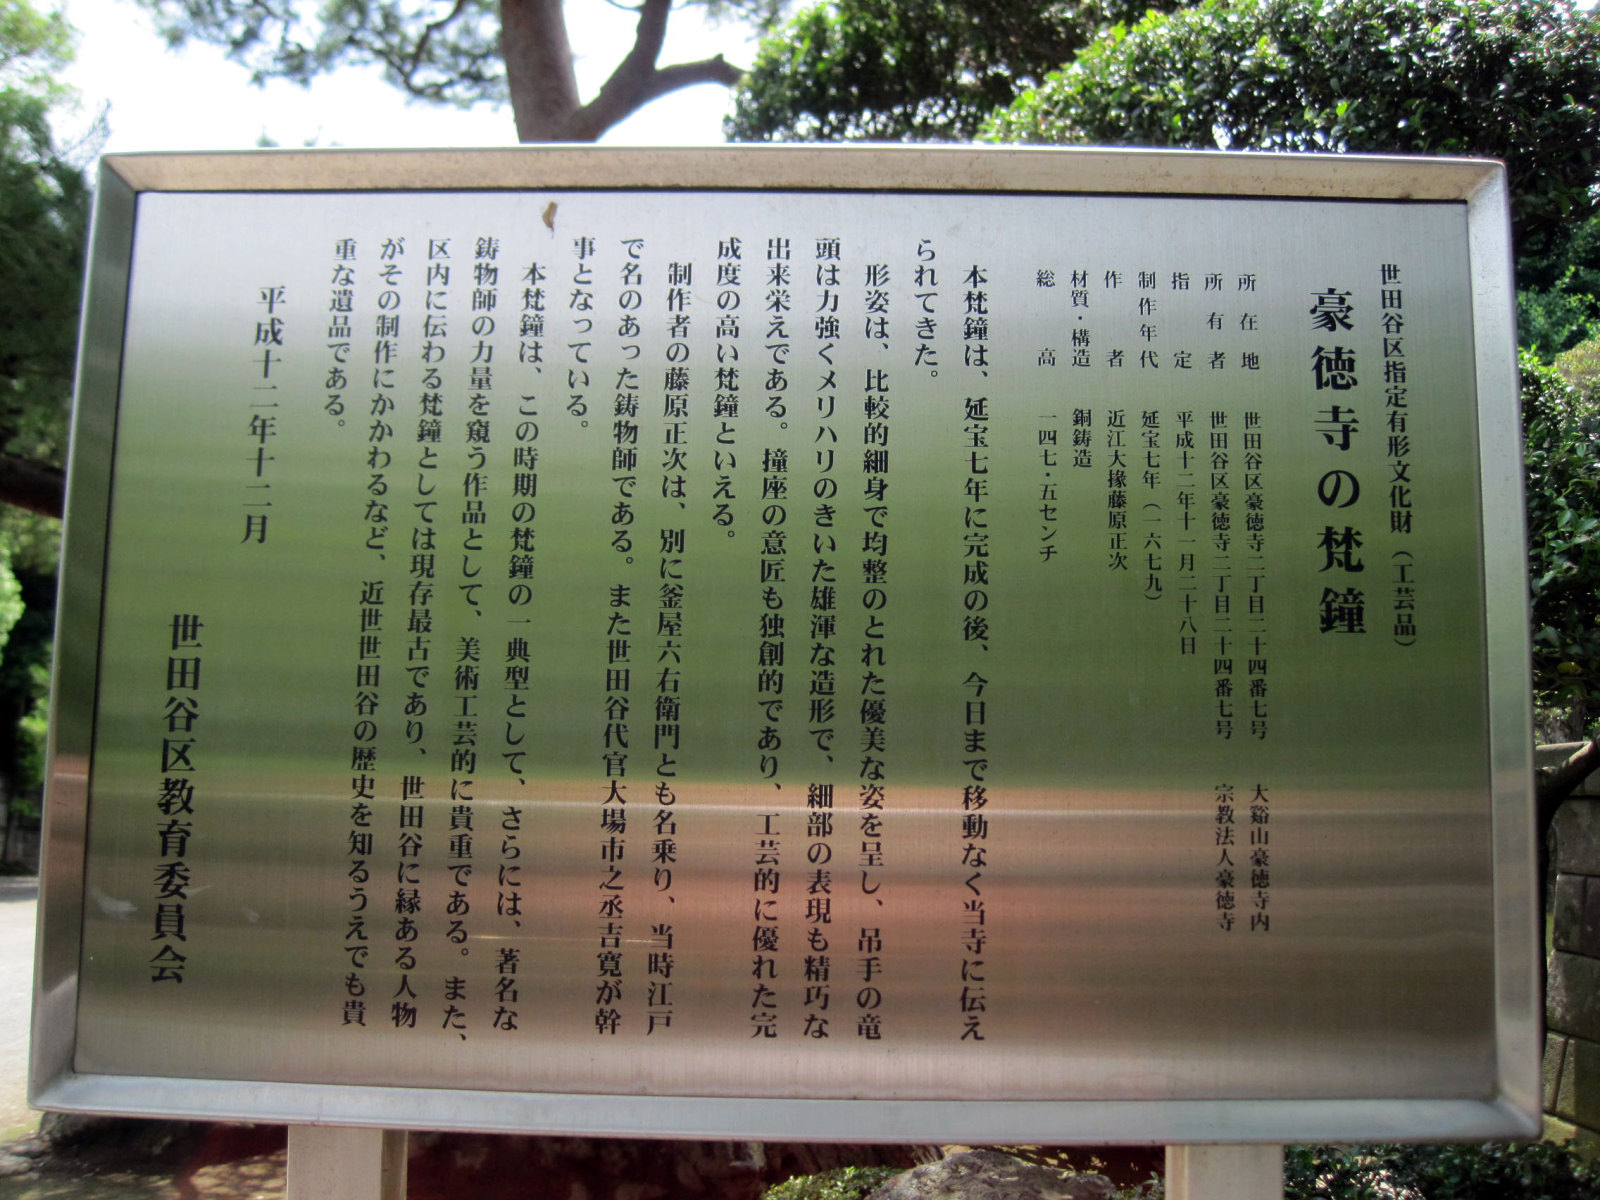 世田谷区指定有形文化財（工芸品）
豪徳寺の梵鐘
所在地　世田谷区豪徳寺二丁目二十四番七号　大谿山豪徳寺内
所有者　世田谷区豪徳寺二丁目二十四番七号　宗教法人豪徳寺
指定　平成十二年十一月二十八日
制作年代　延宝七年（一六七九）
作者　近江大掾藤原正次
材質・構造　銅鋳造
総高　一四七・五センチ
本梵鐘は、延宝七年に完成の後、今日まで移動なく当寺に伝え
られてきた。
形姿は、比較的細身で均整のとれた優美な姿を呈し、吊手の竜
頭は力強くメリハリのきいた雄渾な造形で、細部の表現も精巧な
出来栄えである。撞座の意匠も独創的であり、工芸的に優れた完
成度の高い梵鐘といえる。
制作者の藤原正次は、別に釜屋六右衛門とも名乗り、当時江戸
で名のあった鋳物師である。また世田谷代官大場市之丞吉寛が幹
事となっている。
本梵鐘は、この時期の梵鐘の一典型として、さらには、著名な
鋳物師の力量を窺う作品として、美術工芸的に貴重である。また、
区内に伝わる梵鐘としては現存最古であり、世田谷に縁ある人物
がその制作にかかわるなど、近世世田谷の歴史を知るうえでも貴
重な遺品である。
平成十二年十二月
世田谷区教育委員会